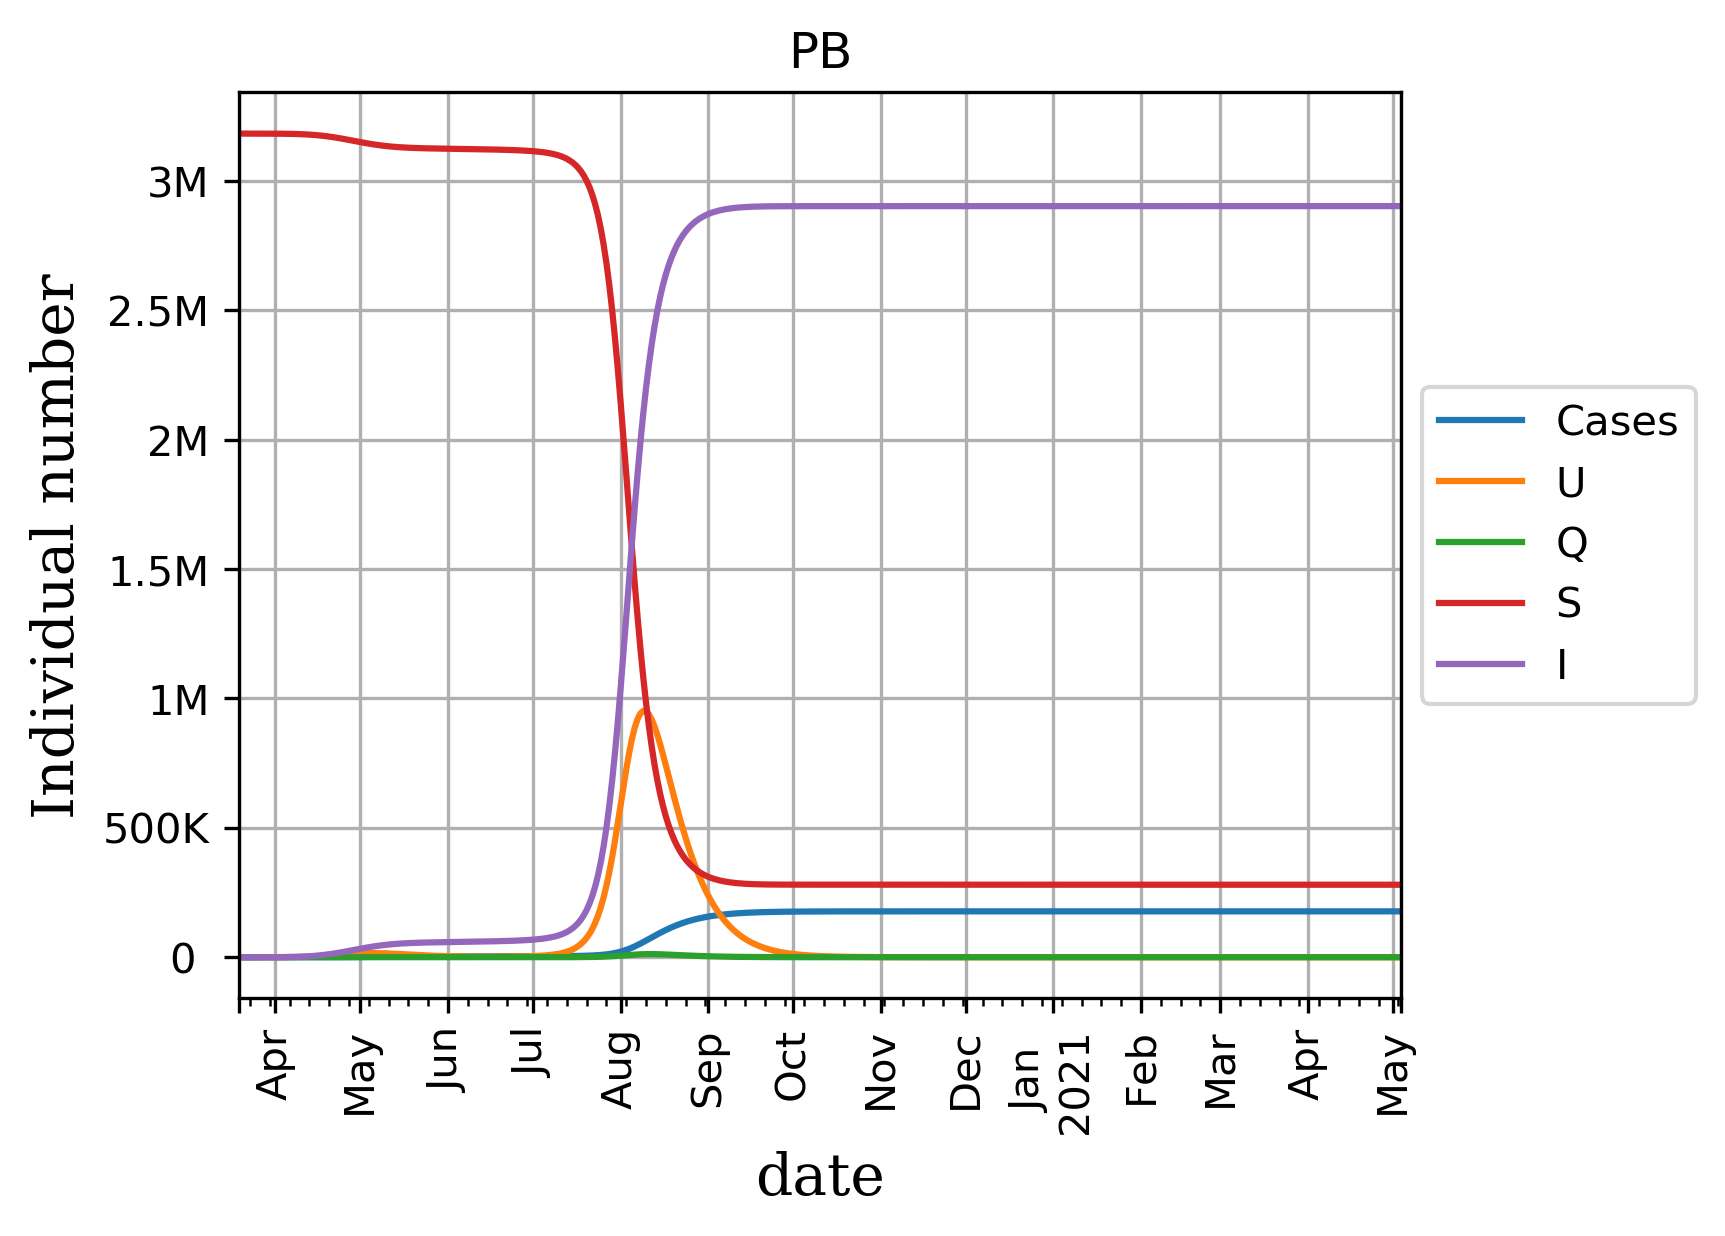 PB
Individual number
3M
2.5M
2M
1.5M
1M
500K
0
Apr
May
Jun
Jul
Aug
Sep
Oct
Nov
Dec
Jan
2021
Feb
Mar
Apr
May
date
Cases
U
Q
S
I